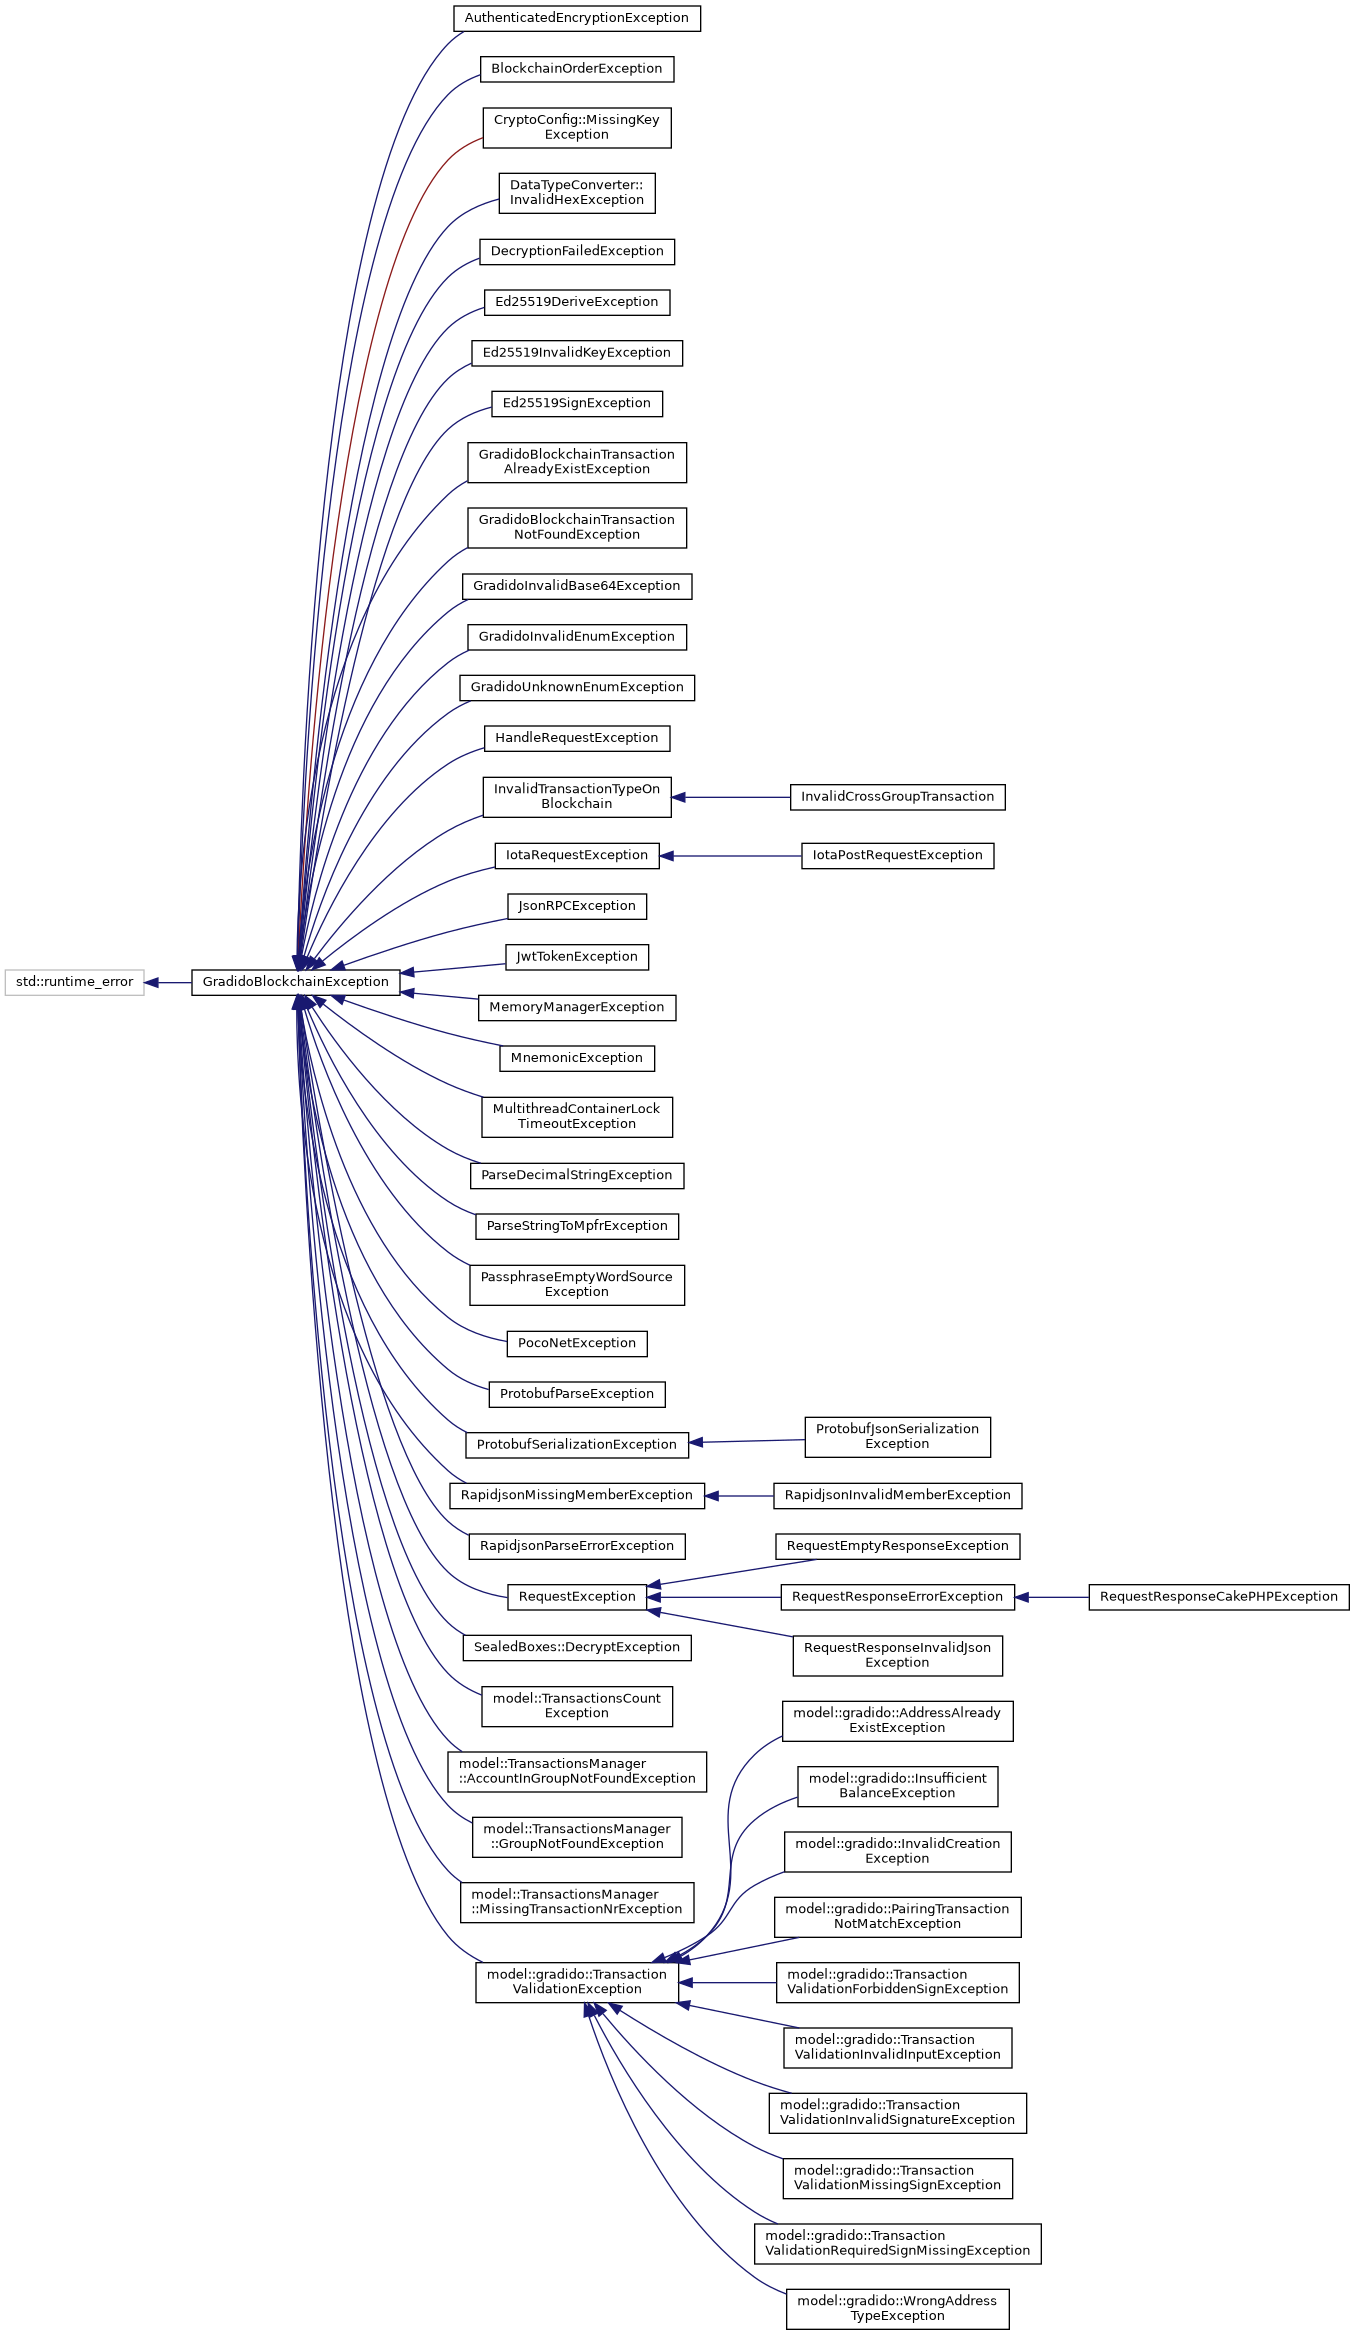 AuthenticatedEncryptionException
BlockchainOrderException
CryptoConfig::MissingKey
Exception
DataTypeConverter::
InvalidHexException
DecryptionFailedException
Ed25519DeriveException
Ed25519InvalidKeyException
Ed25519SignException
GradidoBlockchainTransaction
AlreadyExistException
GradidoBlockchainTransaction
NotFoundException
GradidoInvalidBase64Exception
GradidoInvalidEnumException
GradidoUnknownEnumException
HandleRequestException
InvalidTransactionTypeOn
Blockchain
InvalidCrossGroupTransaction
IotaRequestException
IotaPostRequestException
JsonRPCException
JwtTokenException
std::runtime_error
GradidoBlockchainException
MemoryManagerException
MnemonicException
MultithreadContainerLock
TimeoutException
ParseDecimalStringException
ParseStringToMpfrException
PassphraseEmptyWordSource
Exception
PocoNetException
ProtobufParseException
ProtobufSerializationException
ProtobufJsonSerialization
Exception
RapidjsonMissingMemberException
RapidjsonInvalidMemberException
RapidjsonParseErrorException
RequestEmptyResponseException
RequestException
RequestResponseErrorException
RequestResponseCakePHPException
SealedBoxes::DecryptException
RequestResponseInvalidJson
Exception
model::TransactionsCount
Exception
model::gradido::AddressAlready
ExistException
model::TransactionsManager
::AccountInGroupNotFoundException
model::gradido::Insufficient
BalanceException
model::TransactionsManager
::GroupNotFoundException
model::gradido::InvalidCreation
Exception
model::TransactionsManager
::MissingTransactionNrException
model::gradido::PairingTransaction
NotMatchException
model::gradido::Transaction
ValidationException
model::gradido::Transaction
ValidationForbiddenSignException
model::gradido::Transaction
ValidationInvalidInputException
model::gradido::Transaction
ValidationInvalidSignatureException
model::gradido::Transaction
ValidationMissingSignException
model::gradido::Transaction
ValidationRequiredSignMissingException
model::gradido::WrongAddress
TypeException